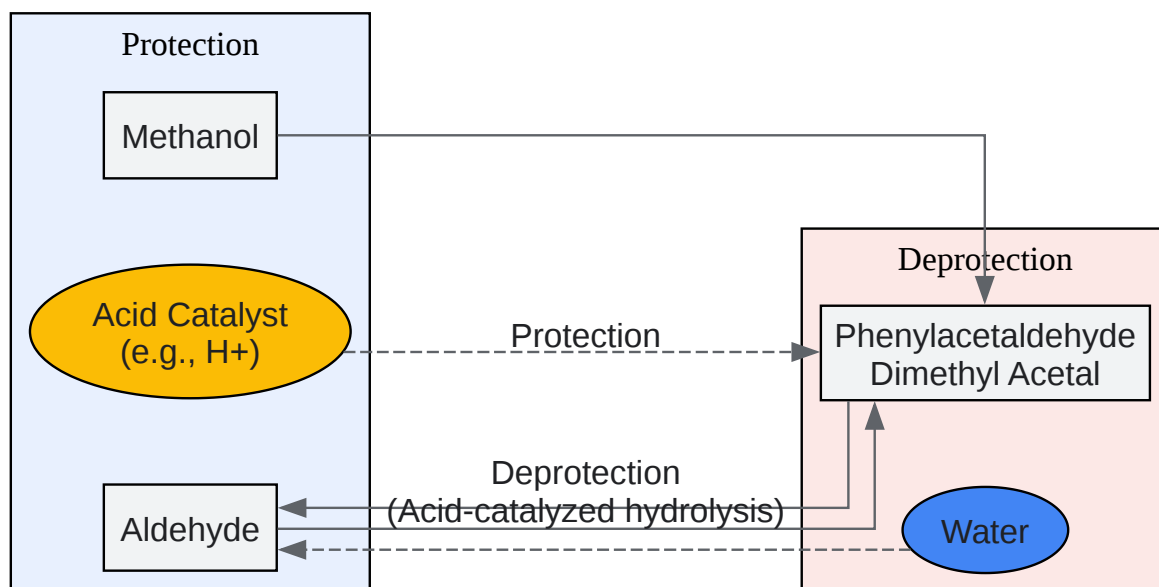 Protection
Methanol
Deprotection
Acid Catalyst
(e.g., H+)
Protection
Phenylacetaldehyde
Dimethyl Acetal
Deprotection
(Acid-catalyzed hydrolysis)
Aldehyde
Water